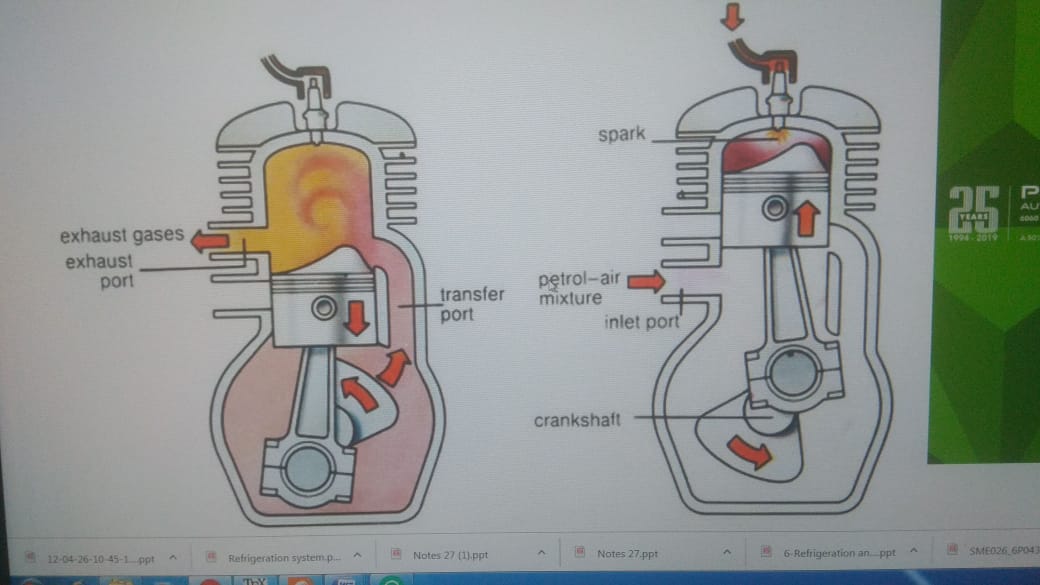 spark
exhaust gases
exhaust
port
transfer
port
petrol-air
mixture
inlet port
crankshaft
25
YEARS
1994 - 2019
12-04-26-10-45-1....ppt
Refrigeration system.p...
Notes 27 (1).ppt
Notes 27.ppt
6-Refrigeration an....ppt
SME026_6P043